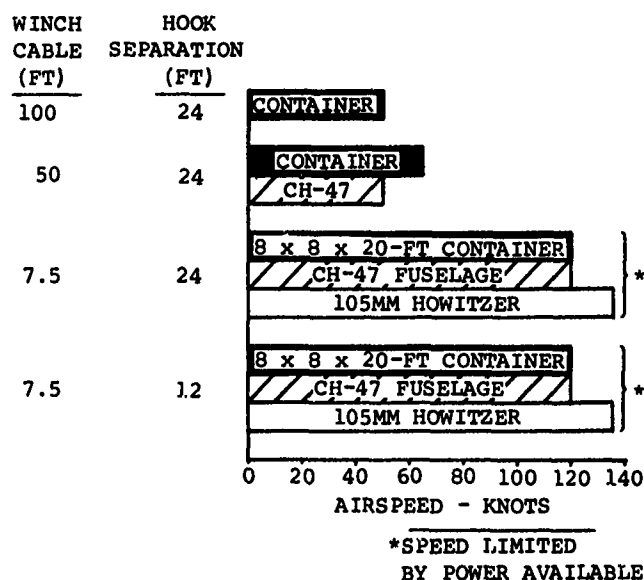 WINCH CABLE (FT)
HOOK SEPARATION (FT)
100 24 CONTAINER
50 24 CONTAINER
CH-47
7.5 24 8 x 8 x 20-FT CONTAINER
CH-47 FUSELAGE
105MM HOWITZER
*
7.5 12 8 x 8 x 20-FT CONTAINER
CH-47 FUSELAGE
105MM HOWITZER
*
0 20 40 60 80 100 120 140
AIRSPEED - KNOTS
*SPEED LIMITED
BY POWER AVAILABLE